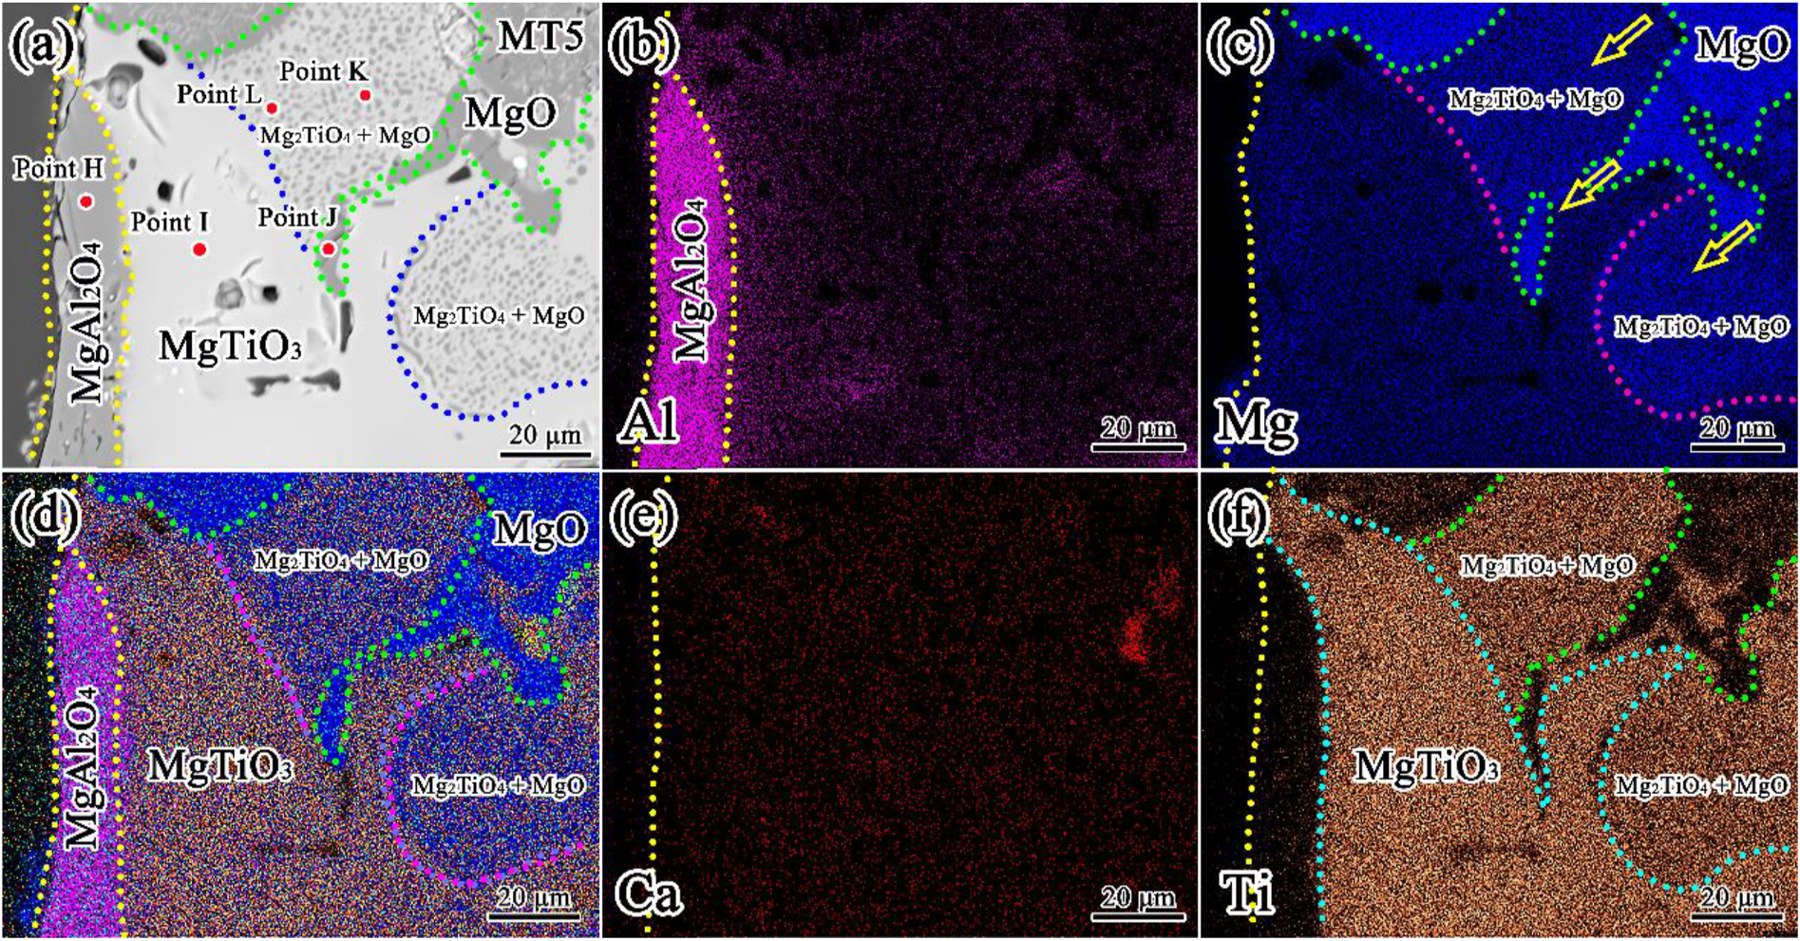 (a)
MT5
Point K
Point L
MgO
Mg₂TiO₄ + MgO
Point H
Point I
Point J
MgAl₂O₄
MgTiO₃
Mg₂TiO₄ + MgO
20 μm
(b)
MgAl₂O₄
Al
20 μm
(c)
MgO
Mg₂TiO₄ + MgO
Mg₂TiO₄ + MgO
Mg
20 μm
(d)
MgO
Mg₂TiO₄ + MgO
MgAl₂O₄
MgTiO₃
Mg₂TiO₄ + MgO
20 μm
(e)
Ca
20 μm
(f)
Mg₂TiO₄ + MgO
MgTiO₃
Mg₂TiO₄ + MgO
Ti
20 μm